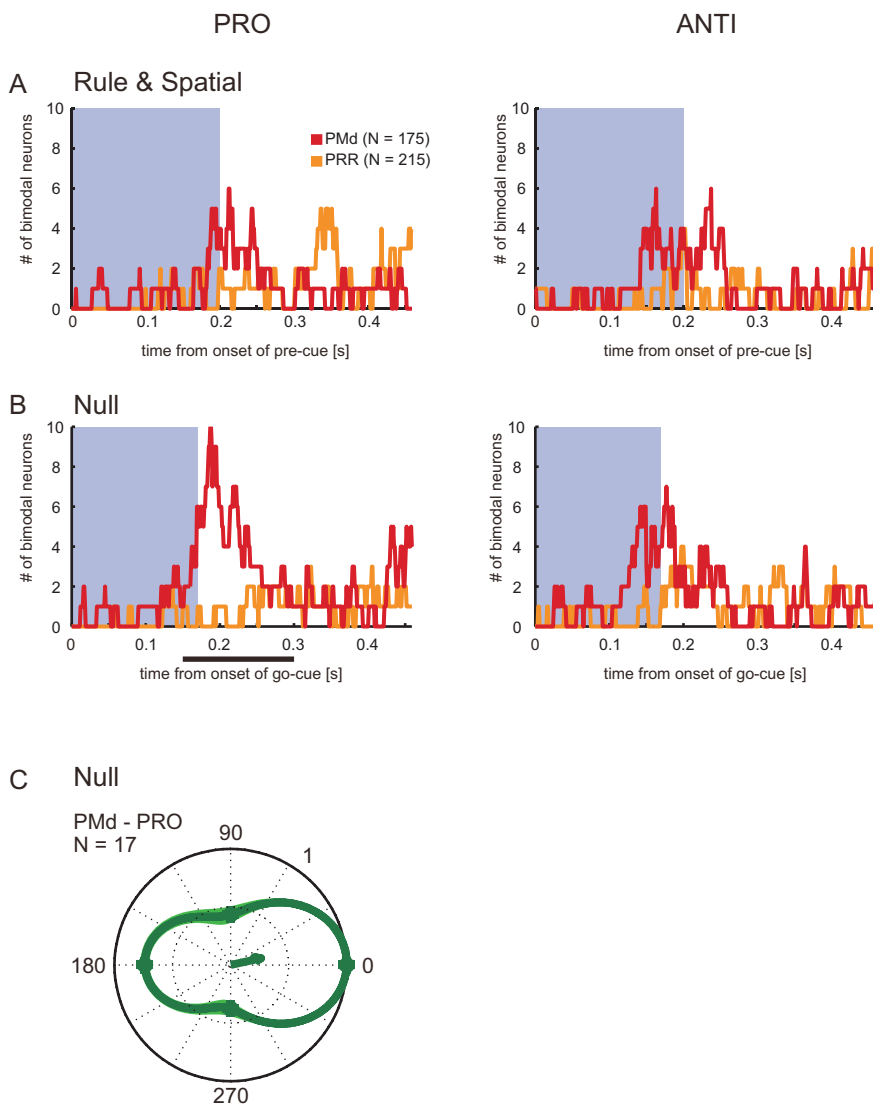 PRO
ANTI
A
Rule & Spatial
# of bimodal neurons
10
8
6
4
2
0
0
0.1
0.2
0.3
0.4
time from onset of pre-cue [s]
PMd (N = 175)
PRR (N = 215)
# of bimodal neurons
10
8
6
4
2
0
0
0.1
0.2
0.3
0.4
time from onset of pre-cue [s]
B
Null
# of bimodal neurons
10
8
6
4
2
0
0
0.1
0.2
0.3
0.4
time from onset of go-cue [s]
# of bimodal neurons
10
8
6
4
2
0
0
0.1
0.2
0.3
0.4
time from onset of go-cue [s]
C
Null
PMd - PRO
N = 17
90
1
180
0
270